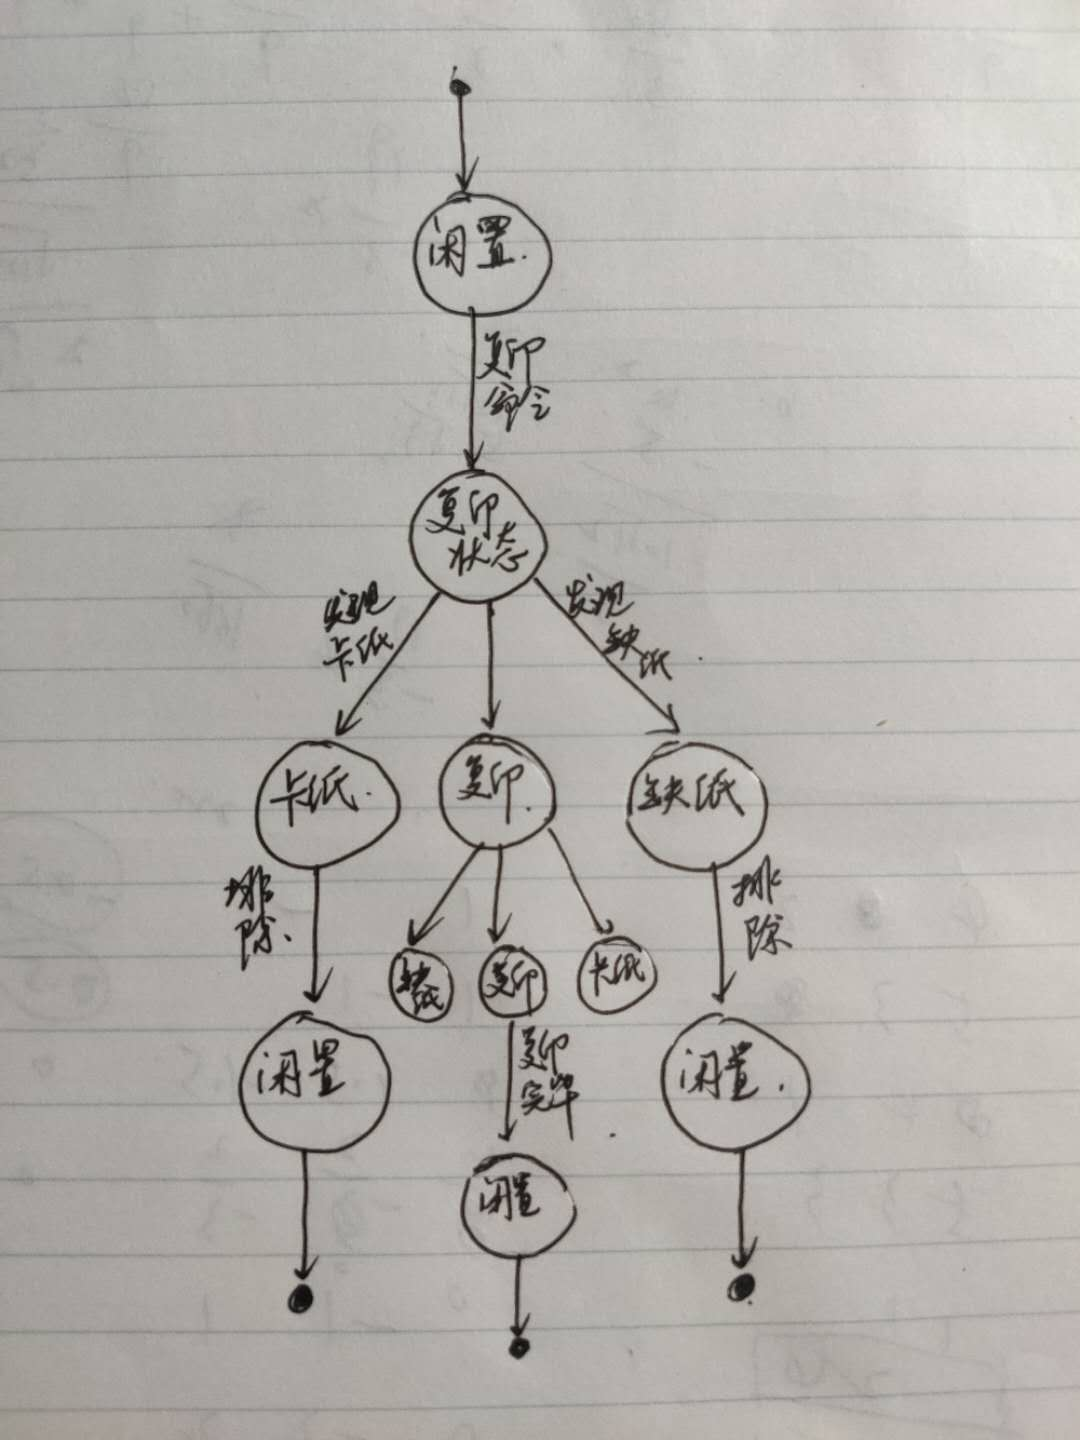 闲置.
复印
命令
复印
状态
发现
卡纸
发现
缺纸.
卡纸.
复印.
缺纸
排
除.
排
除
缺
纸
复印
卡纸
复印
完毕.
闲置
闲置.
闲置